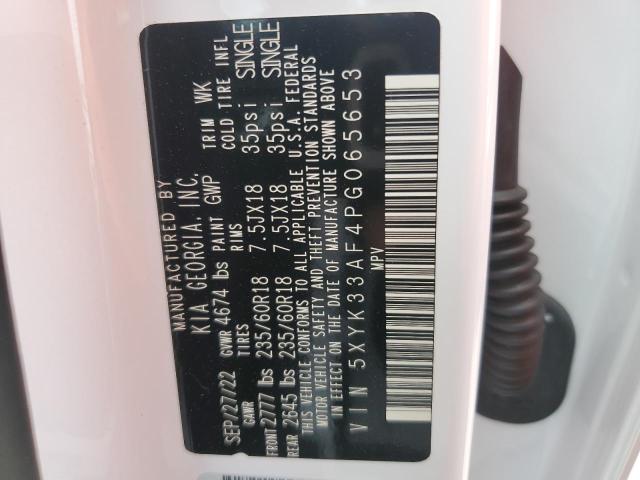 MANUFACTURED BY
KIA GEORGIA, INC.
SEP/27/22 GVWR 4674 lbs PAINT GWP TRIM WK
GAWR TIRES RIMS COLD TIRE INFL
FRONT 2777 lbs 235/60R18 7.5JX18 35psi SINGLE
REAR 2645 lbs 235/60R18 7.5JX18 35psi SINGLE
THIS VEHICLE CONFORMS TO ALL APPLICABLE U.S.A. FEDERAL
MOTOR VEHICLE SAFETY AND THEFT PREVENTION STANDARDS
IN EFFECT ON THE DATE OF MANUFACTURE SHOWN ABOVE
VIN 5XYK33AF4PG065653
MPV